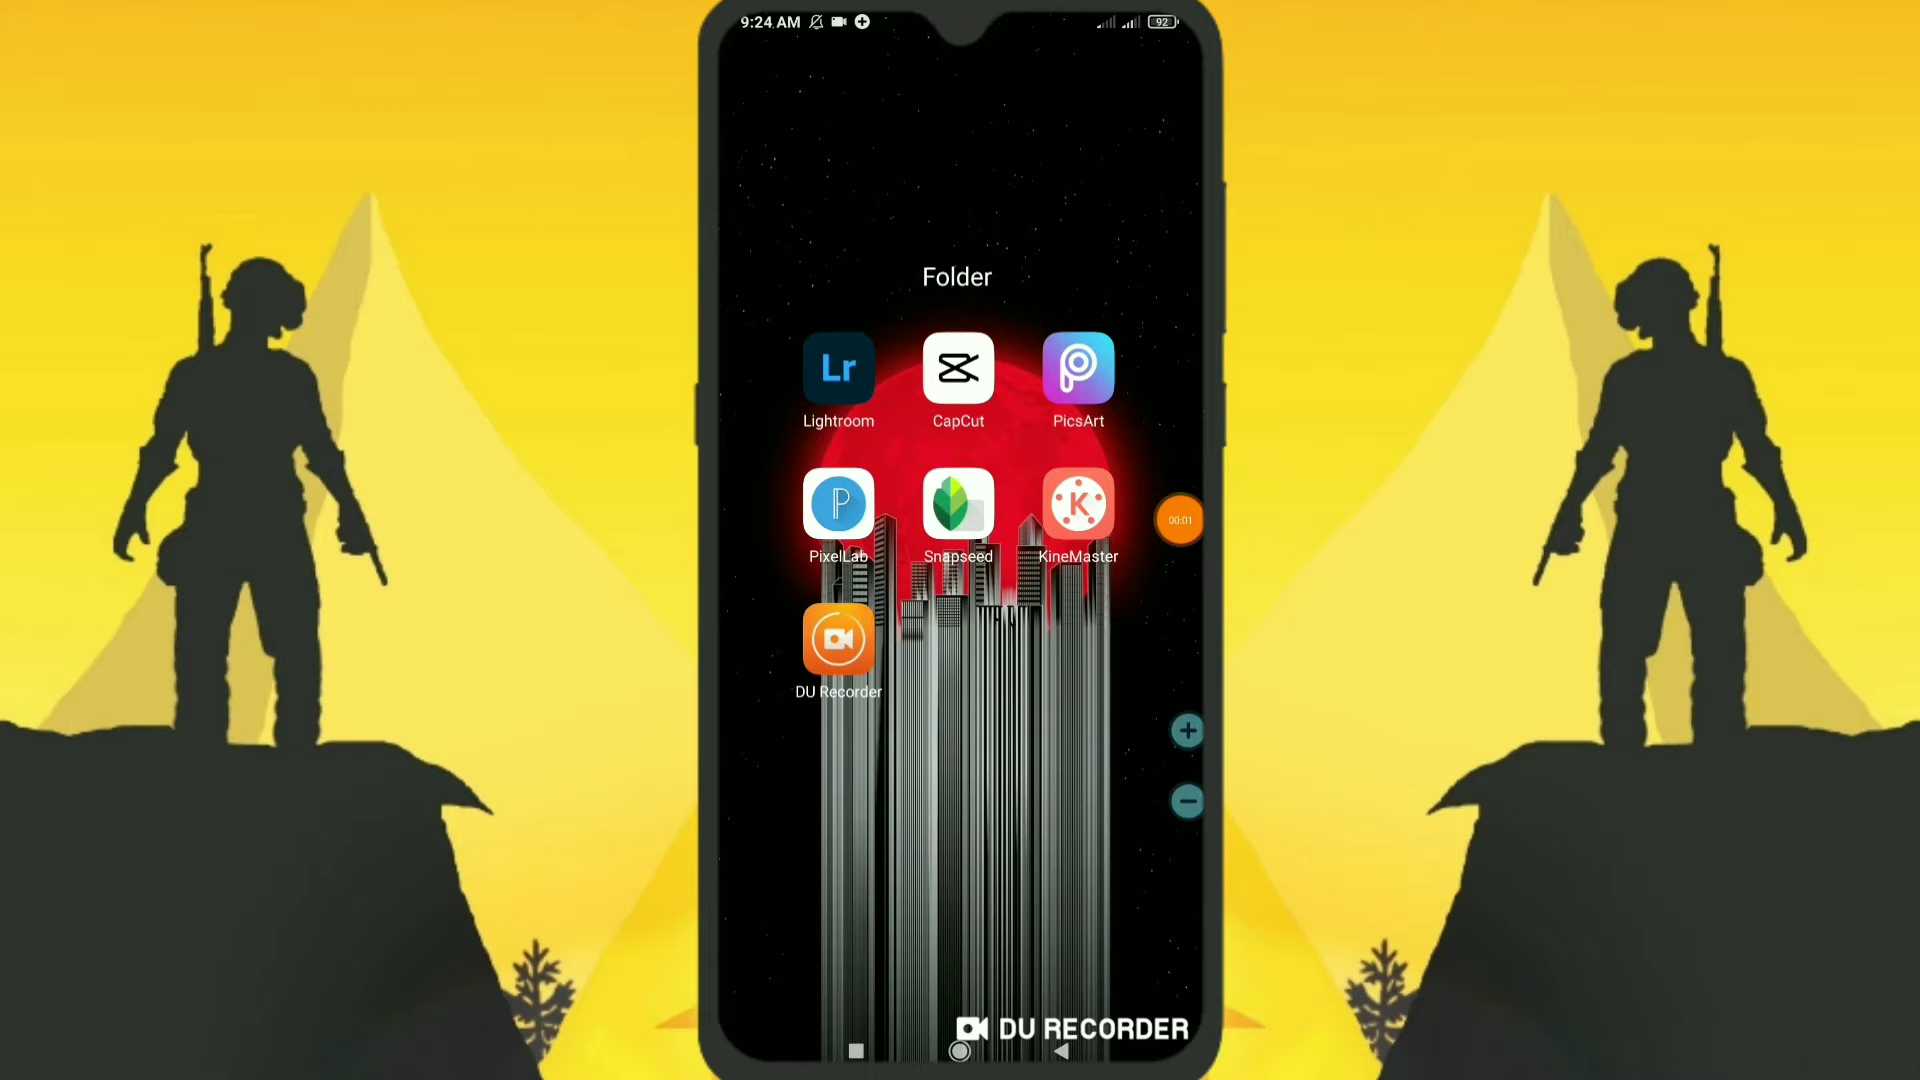 9:24 AM
92
Folder
Lr
Lightroom
CapCut
PicsArt
P
PixelLab
Snapseed
K
KineMaster
00:01
DU Recorder
DU RECORDER